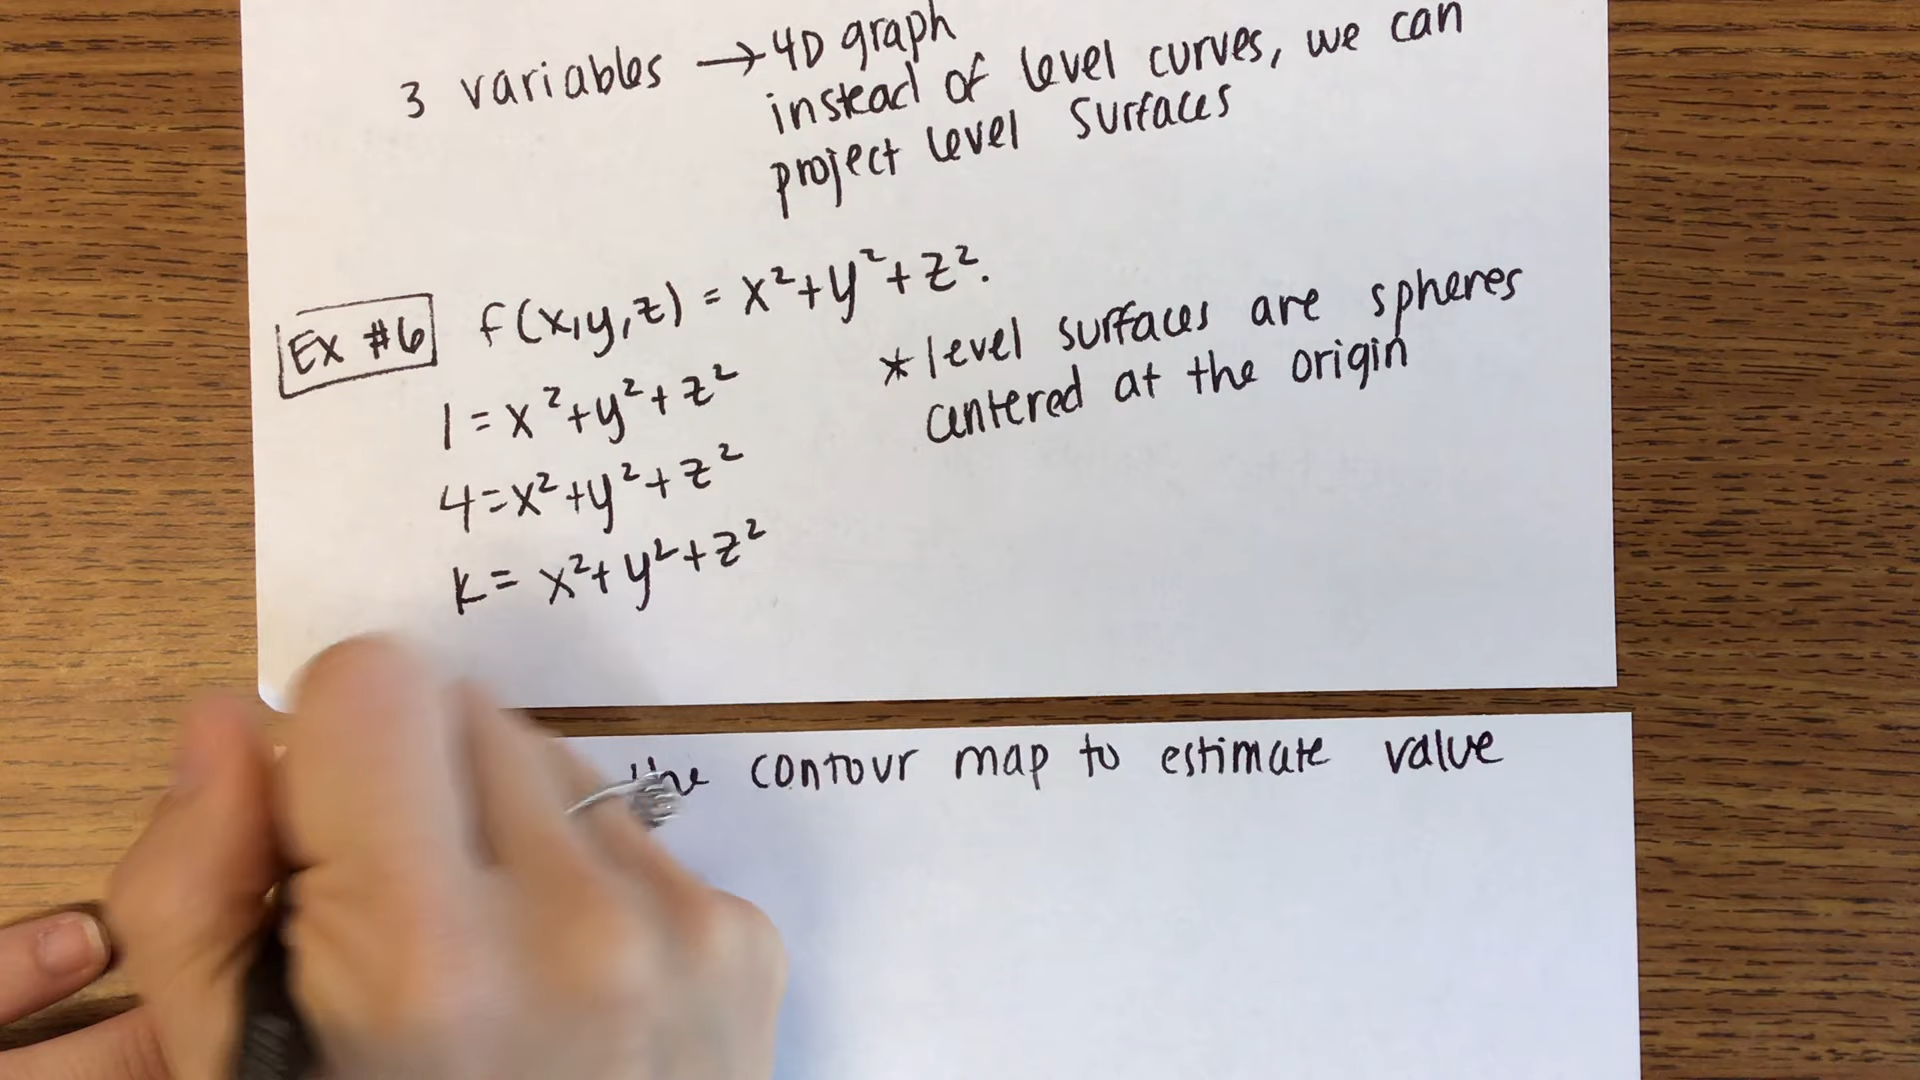 3 variables → 4D graph
instead of level curves, we can
project level surfaces
Ex #6 f(x,y,z) = x²+y²+z².
* level surfaces are spheres
centered at the origin
1 = x²+y²+z²
4 = x²+y²+z²
k = x²+y²+z²
the contour map to estimate value